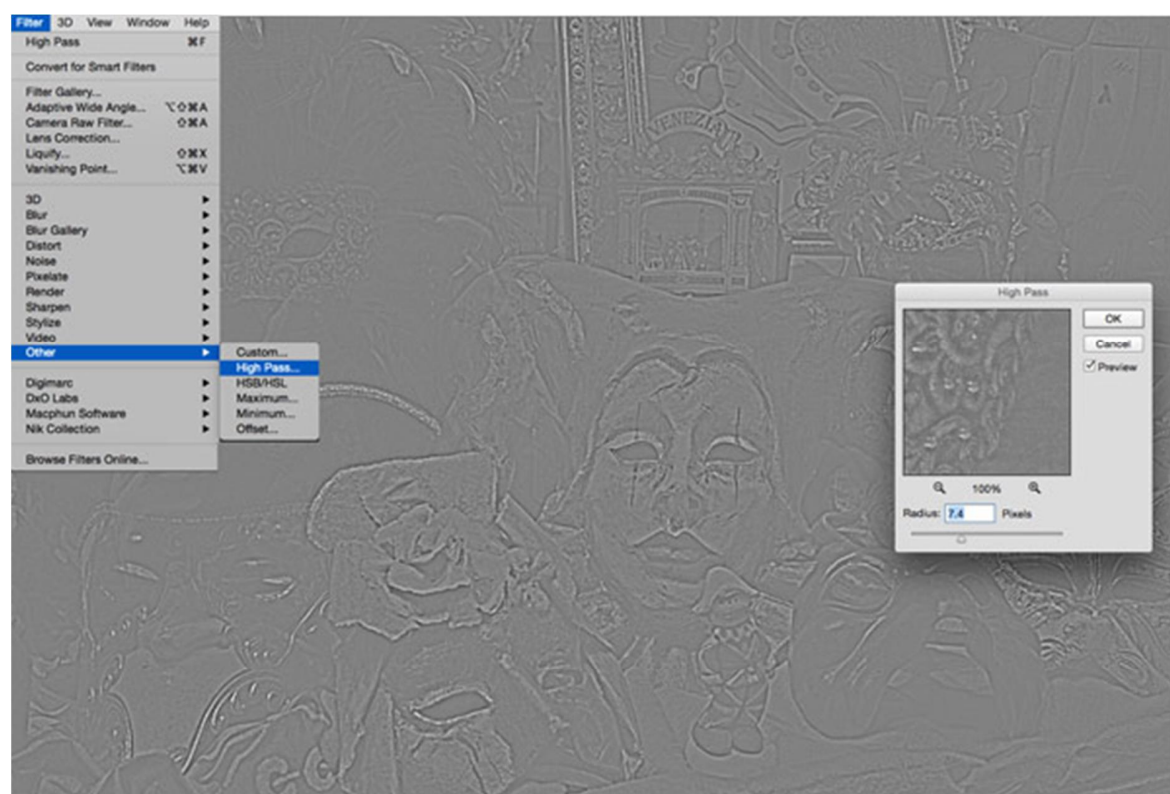 Filter 3D View Window Help
High Pass ⌘F
Convert for Smart Filters
Filter Gallery...
Adaptive Wide Angle... ⌥⇧⌘A
Camera Raw Filter... ⇧⌘A
Lens Correction...
Liquify... ⇧⌘X
Vanishing Point... ⌥⌘V
3D
Blur
Blur Gallery
Distort
Noise
Pixelate
Render
Sharpen
Stylize
Video
Other
Digimarc
DxO Labs
Macphun Software
Nik Collection
Browse Filters Online...
Custom...
High Pass...
HSB/HSL
Maximum...
Minimum...
Offset...
VENEZIA
High Pass
OK
Cancel
Preview
100%
Radius: 7.4 Pixels